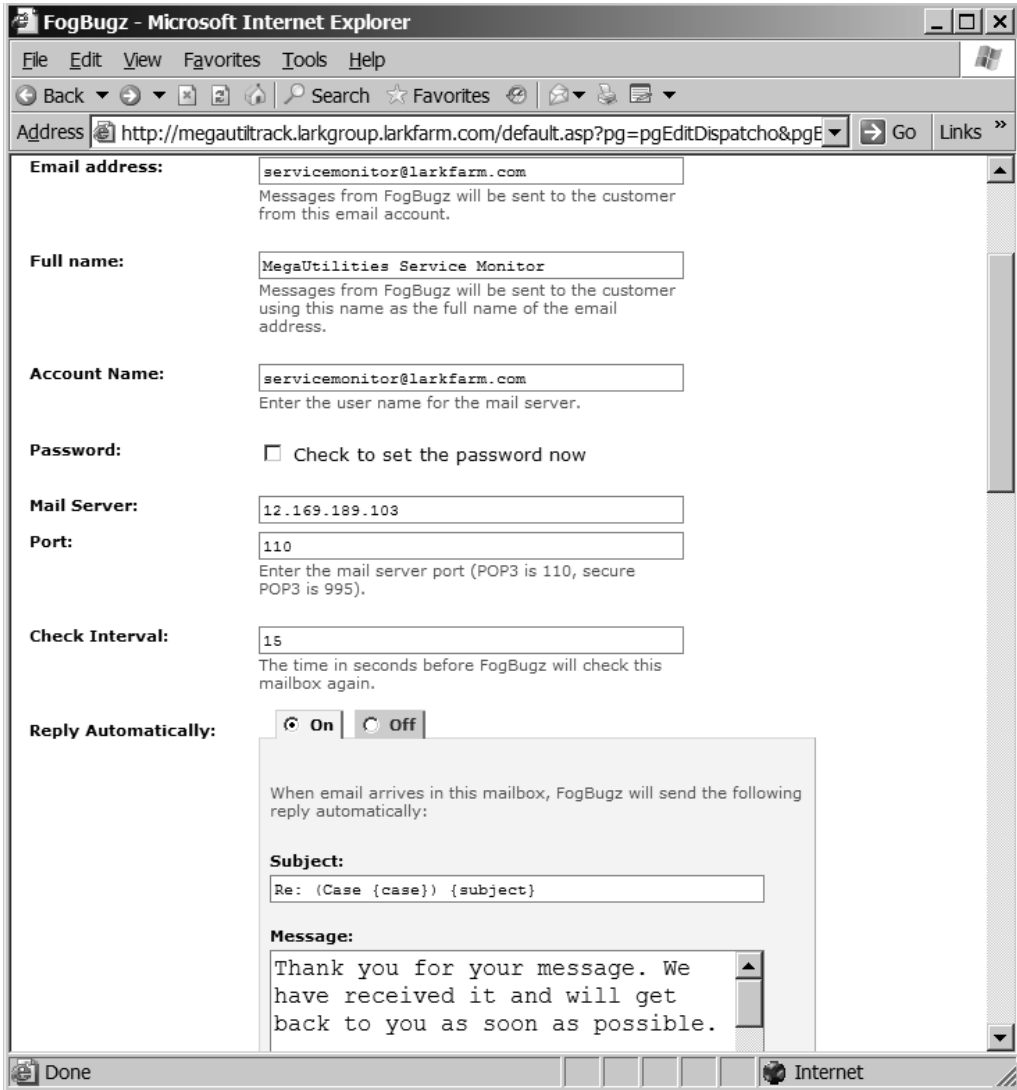 FogBugz - Microsoft Internet Explorer
File Edit View Favorites Tools Help
Back Search Favorites
Address http://megautiltrack.larkgroup.larkfarm.com/default.asp?pg=pgEditDispatcho&pgE Go Links »
Email address: servicemonitor@larkfarm.com
Messages from FogBugz will be sent to the customer
from this email account.
Full name: MegaUtilities Service Monitor
Messages from FogBugz will be sent to the customer
using this name as the full name of the email
address.
Account Name: servicemonitor@larkfarm.com
Enter the user name for the mail server.
Password: Check to set the password now
Mail Server: 12.169.189.103
Port: 110
Enter the mail server port (POP3 is 110, secure
POP3 is 995).
Check Interval: 15
The time in seconds before FogBugz will check this
mailbox again.
Reply Automatically: On Off
When email arrives in this mailbox, FogBugz will send the following
reply automatically:
Subject:
Re: (Case {case}) {subject}
Message:
Thank you for your message. We
have received it and will get
back to you as soon as possible.
Done Internet